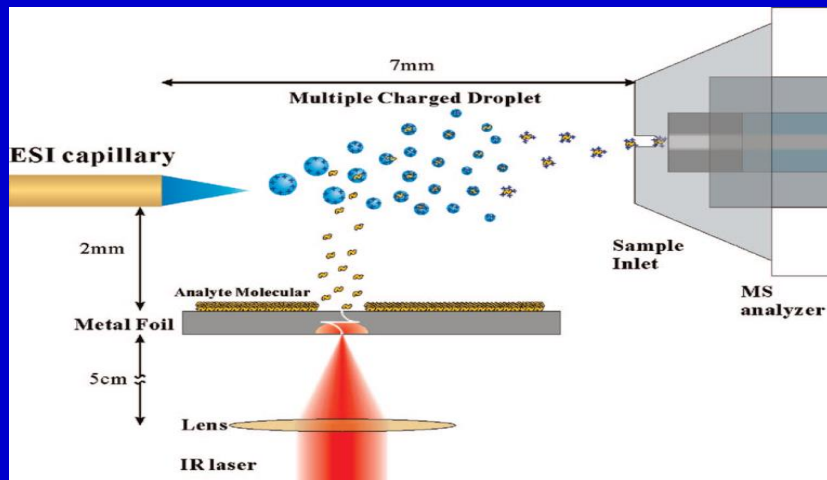 7mm
Multiple Charged Droplet
ESI capillary
2mm
Sample
Inlet
Analyte Molecular
MS
analyzer
Metal Foil
5cm
Lens
IR laser